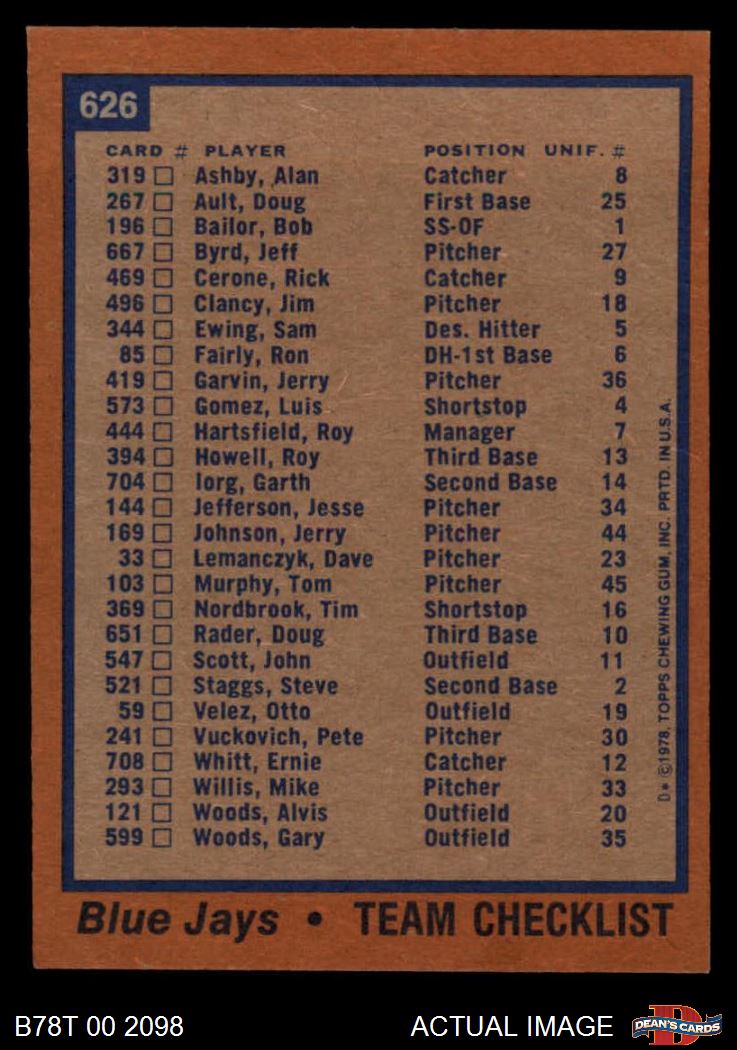 626
CARD # PLAYER POSITION UNIF. #
319 Ashby, Alan Catcher 8
267 Ault, Doug First Base 25
196 Bailor, Bob SS-OF 1
667 Byrd, Jeff Pitcher 27
469 Cerone, Rick Catcher 9
496 Clancy, Jim Pitcher 18
344 Ewing, Sam Des. Hitter 5
85 Fairly, Ron DH-1st Base 6
419 Garvin, Jerry Pitcher 36
573 Gomez, Luis Shortstop 4
444 Hartsfield, Roy Manager 7
394 Howell, Roy Third Base 13
704 Iorg, Garth Second Base 14
144 Jefferson, Jesse Pitcher 34
169 Johnson, Jerry Pitcher 44
33 Lemanczyk, Dave Pitcher 23
103 Murphy, Tom Pitcher 45
369 Nordbrook, Tim Shortstop 16
651 Rader, Doug Third Base 10
547 Scott, John Outfield 11
521 Staggs, Steve Second Base 2
59 Velez, Otto Outfield 19
241 Vuckovich, Pete Pitcher 30
708 Whitt, Ernie Catcher 12
293 Willis, Mike Pitcher 33
121 Woods, Alvis Outfield 20
599 Woods, Gary Outfield 35
D* ©1978, TOPPS CHEWING GUM, INC. PRTD. IN U.S.A.
Blue Jays • TEAM CHECKLIST
B78T 00 2098 ACTUAL IMAGE
D
DEAN'S CARDS